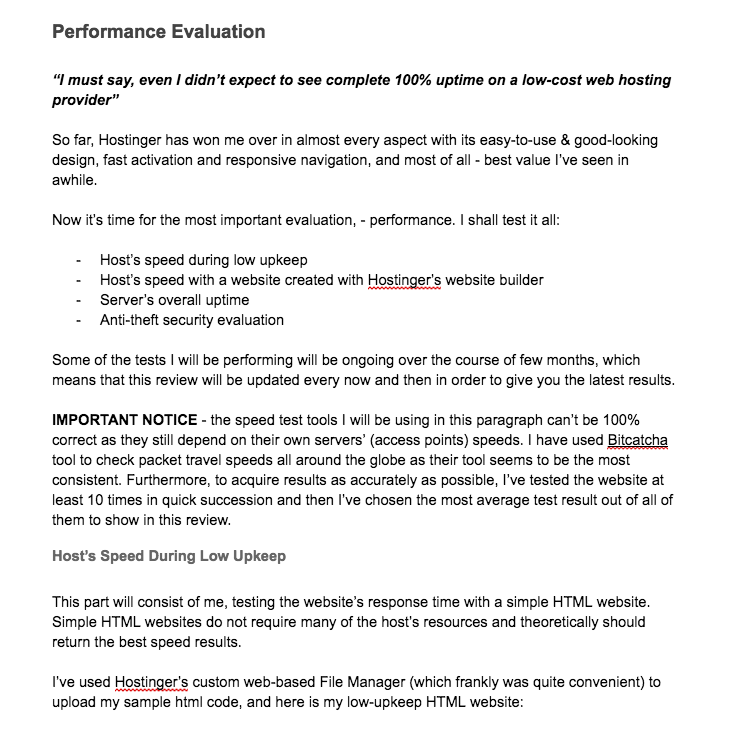 Performance Evaluation
“I must say, even I didn’t expect to see complete 100% uptime on a low-cost web hosting
provider”
So far, Hostinger has won me over in almost every aspect with its easy-to-use & good-looking
design, fast activation and responsive navigation, and most of all - best value I’ve seen in
awhile.
Now it’s time for the most important evaluation, - performance. I shall test it all:
- Host’s speed during low upkeep
- Host’s speed with a website created with Hostinger’s website builder
- Server’s overall uptime
- Anti-theft security evaluation
Some of the tests I will be performing will be ongoing over the course of few months, which
means that this review will be updated every now and then in order to give you the latest results.
IMPORTANT NOTICE - the speed test tools I will be using in this paragraph can’t be 100%
correct as they still depend on their own servers’ (access points) speeds. I have used Bitcatcha
tool to check packet travel speeds all around the globe as their tool seems to be the most
consistent. Furthermore, to acquire results as accurately as possible, I’ve tested the website at
least 10 times in quick succession and then I’ve chosen the most average test result out of all of
them to show in this review.
Host’s Speed During Low Upkeep
This part will consist of me, testing the website’s response time with a simple HTML website.
Simple HTML websites do not require many of the host’s resources and theoretically should
return the best speed results.
I’ve used Hostinger’s custom web-based File Manager (which frankly was quite convenient) to
upload my sample html code, and here is my low-upkeep HTML website: